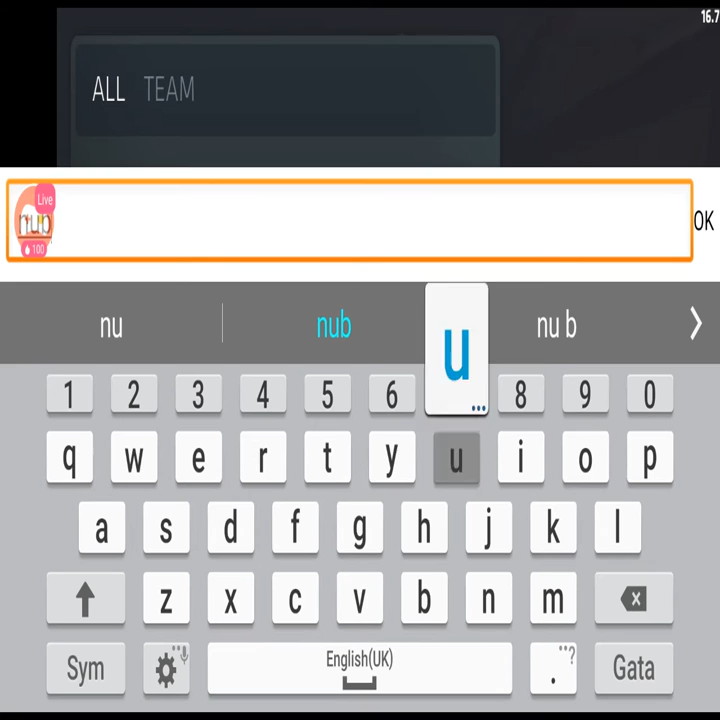 16.7
ALL TEAM
Live
nub
100
OK
nu nub nu b
u
1 2 3 4 5 6 8 9 0
q w e r t y u i o p
a s d f g h j k l
z x c v b n m
Sym English(UK) . ? Gata